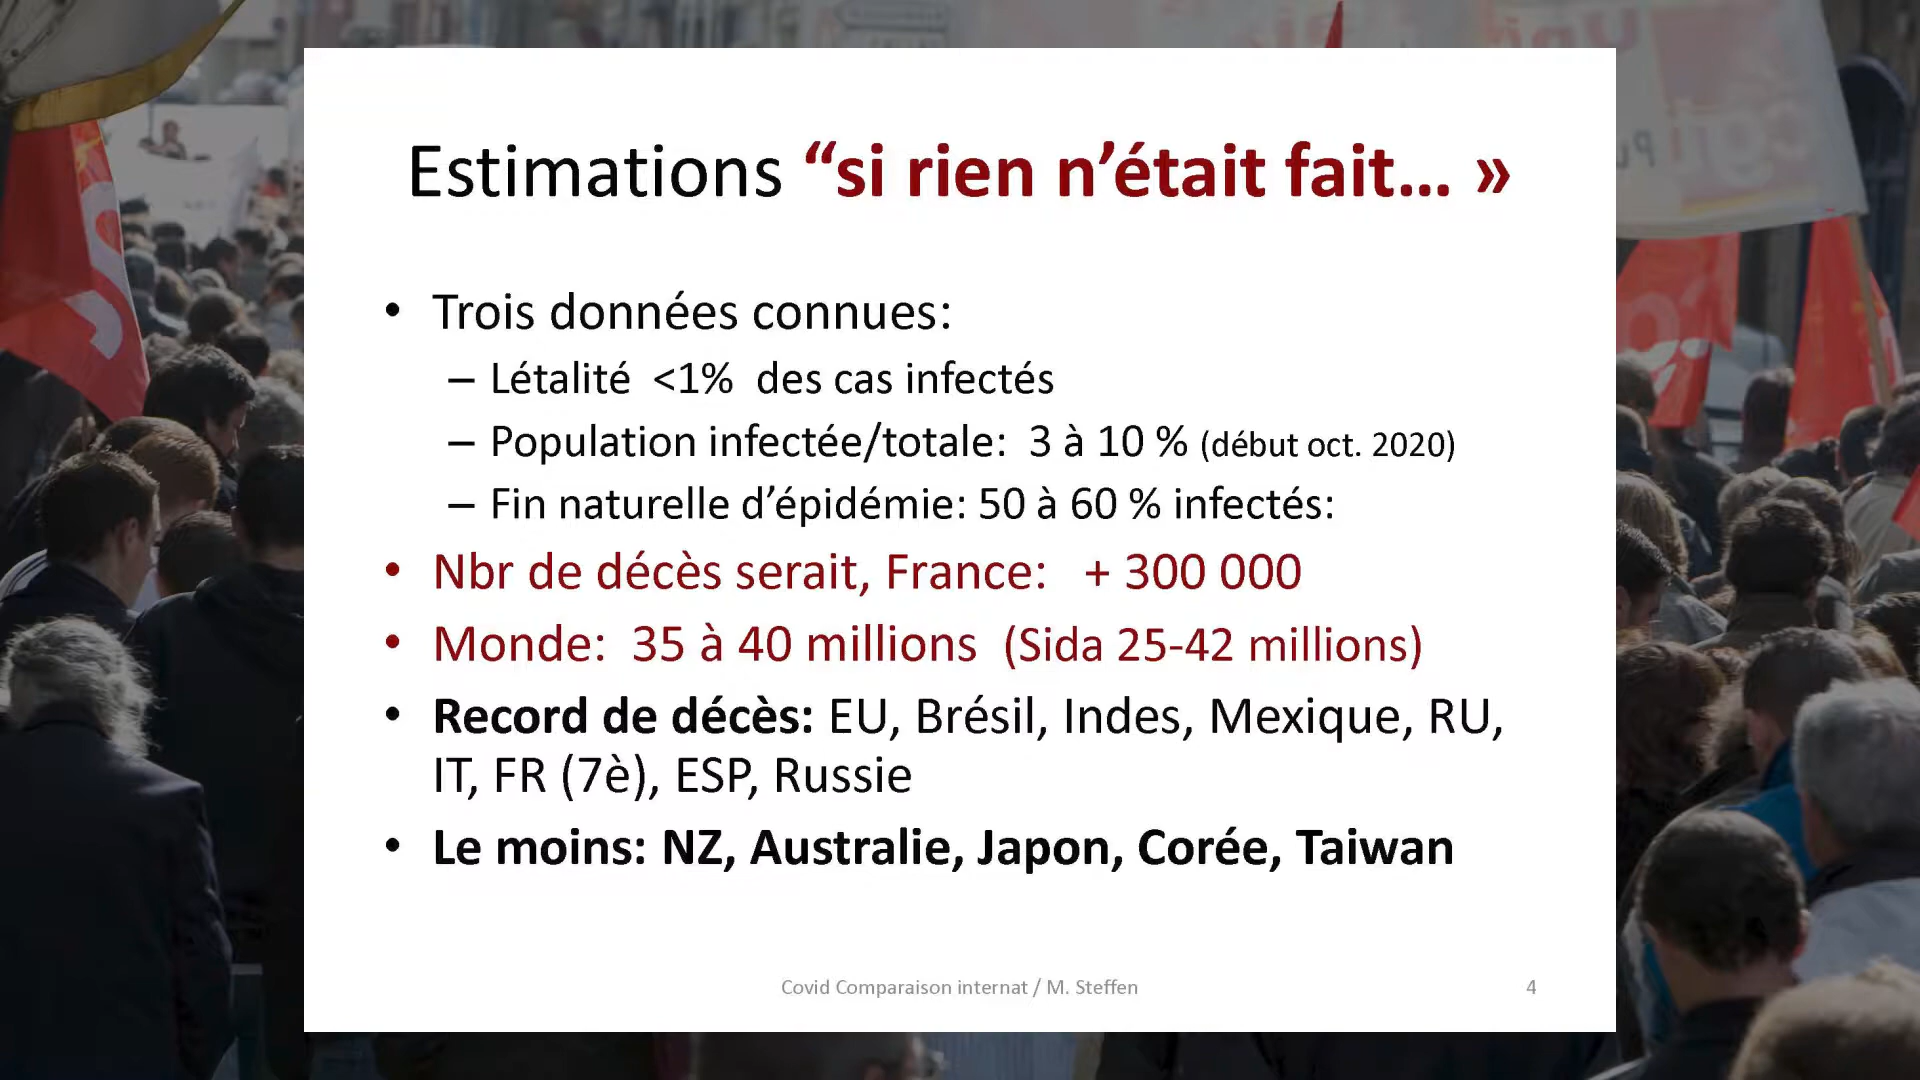 Estimations “si rien n’était fait… »
• Trois données connues:
– Létalité <1% des cas infectés
– Population infectée/totale: 3 à 10 % (début oct. 2020)
– Fin naturelle d’épidémie: 50 à 60 % infectés:
• Nbr de décès serait, France: + 300 000
• Monde: 35 à 40 millions (Sida 25-42 millions)
• Record de décès: EU, Brésil, Indes, Mexique, RU,
IT, FR (7è), ESP, Russie
• Le moins: NZ, Australie, Japon, Corée, Taiwan
Covid Comparaison internat / M. Steffen
4